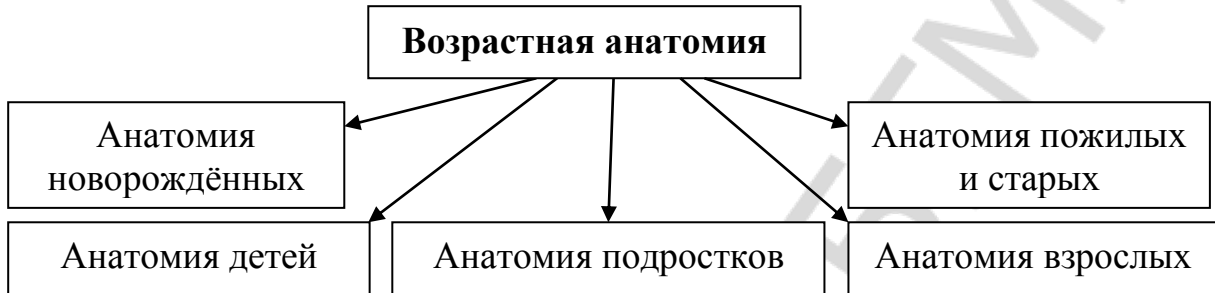 Возрастная анатомия
Анатомия
новорождённых
Анатомия пожилых
и старых
Анатомия детей
Анатомия подростков
Анатомия взрослых